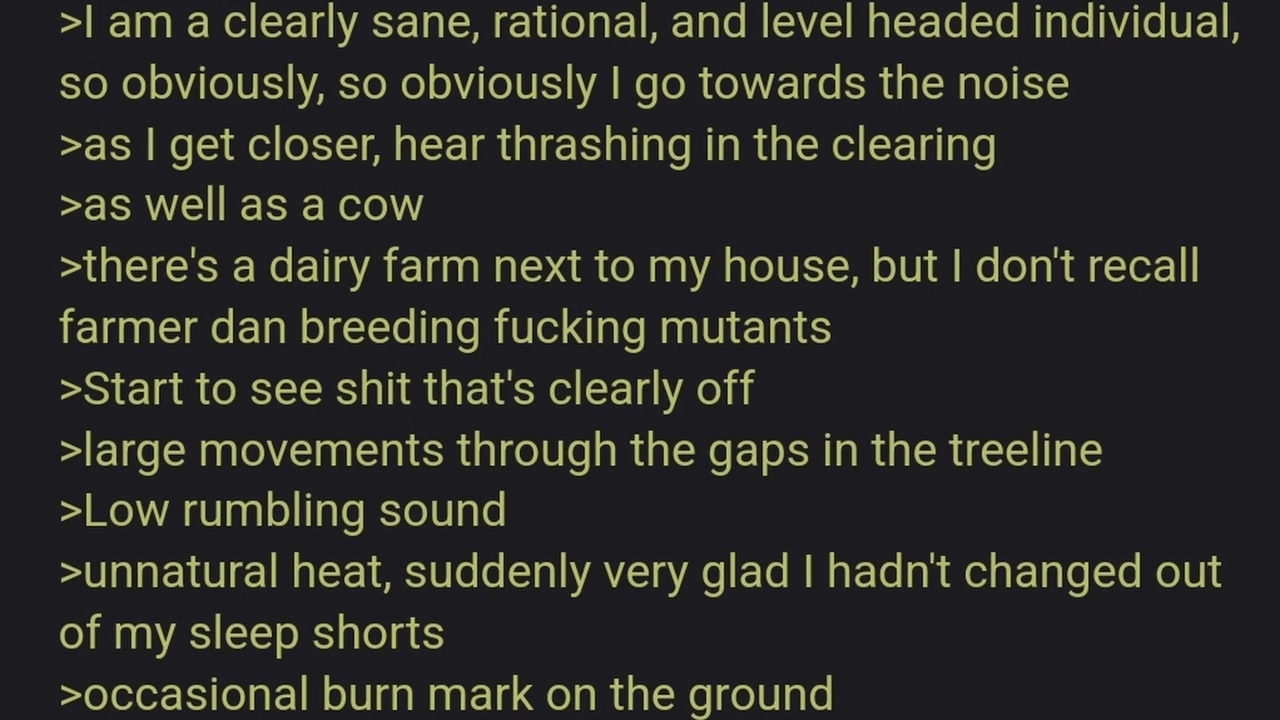 >I am a clearly sane, rational, and level headed individual,
so obviously, so obviously I go towards the noise
>as I get closer, hear thrashing in the clearing
>as well as a cow
>there's a dairy farm next to my house, but I don't recall
farmer dan breeding fucking mutants
>Start to see shit that's clearly off
>large movements through the gaps in the treeline
>Low rumbling sound
>unnatural heat, suddenly very glad I hadn't changed out
of my sleep shorts
>occasional burn mark on the ground